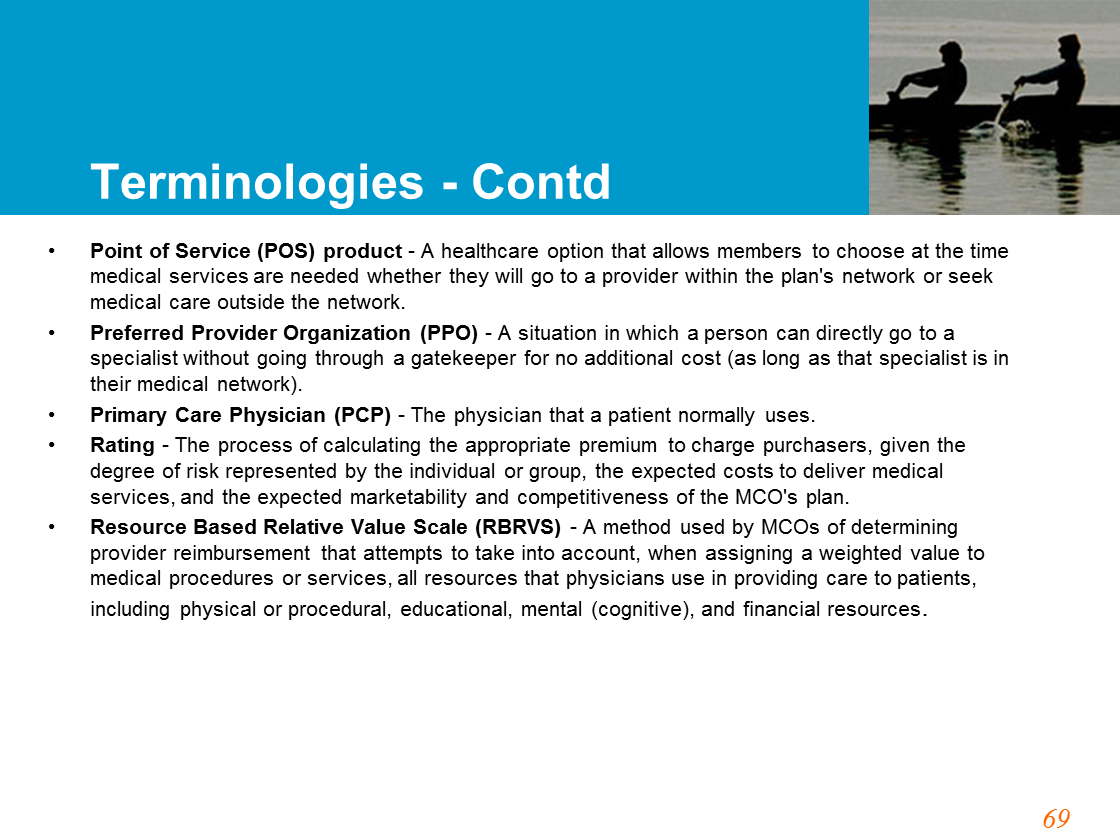 Terminologies - Contd
• Point of Service (POS) product - A healthcare option that allows members to choose at the time
medical services are needed whether they will go to a provider within the plan's network or seek
medical care outside the network.
• Preferred Provider Organization (PPO) - A situation in which a person can directly go to a
specialist without going through a gatekeeper for no additional cost (as long as that specialist is in
their medical network).
• Primary Care Physician (PCP) - The physician that a patient normally uses.
• Rating - The process of calculating the appropriate premium to charge purchasers, given the
degree of risk represented by the individual or group, the expected costs to deliver medical
services, and the expected marketability and competitiveness of the MCO's plan.
• Resource Based Relative Value Scale (RBRVS) - A method used by MCOs of determining
provider reimbursement that attempts to take into account, when assigning a weighted value to
medical procedures or services, all resources that physicians use in providing care to patients,
including physical or procedural, educational, mental (cognitive), and financial resources.
69